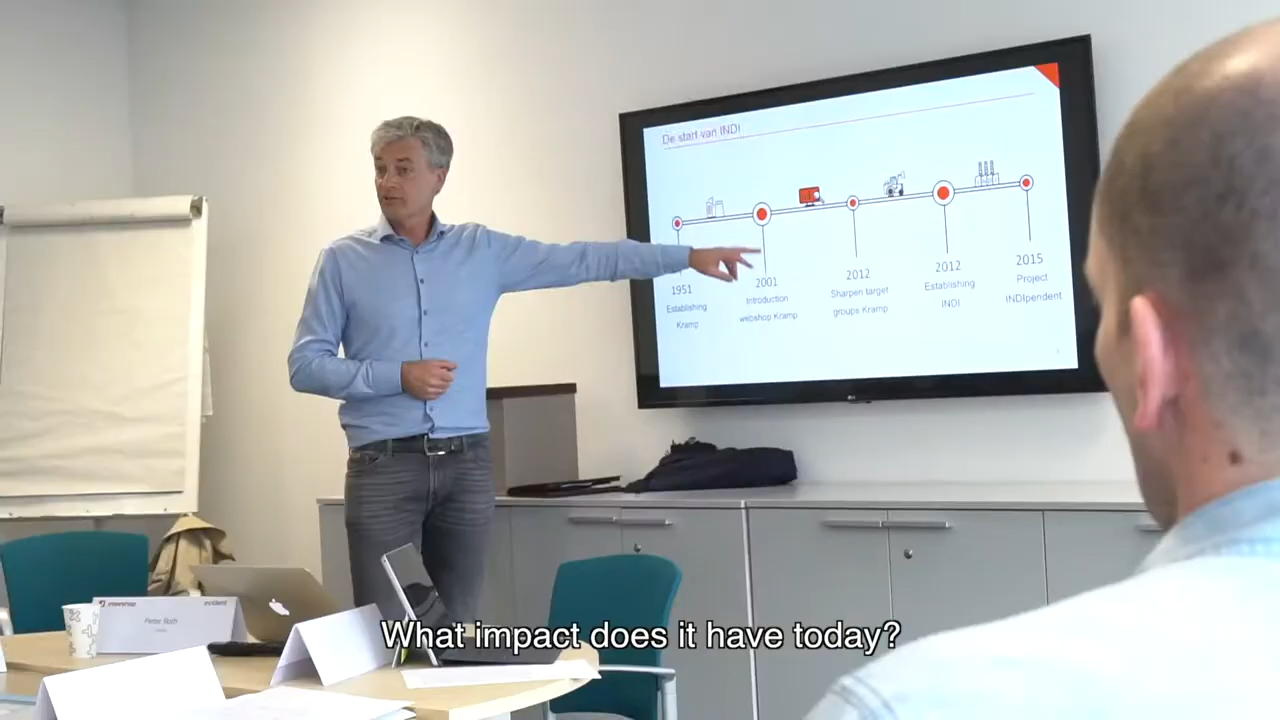 De start van INDI
1951
Establishing
Kramp
2001
Introduction
webshop Kramp
2012
Sharpen target
groups Kramp
2012
Establishing
INDI
2015
Project
INDIpendent
LG
Peter Roth
What impact does it have today?